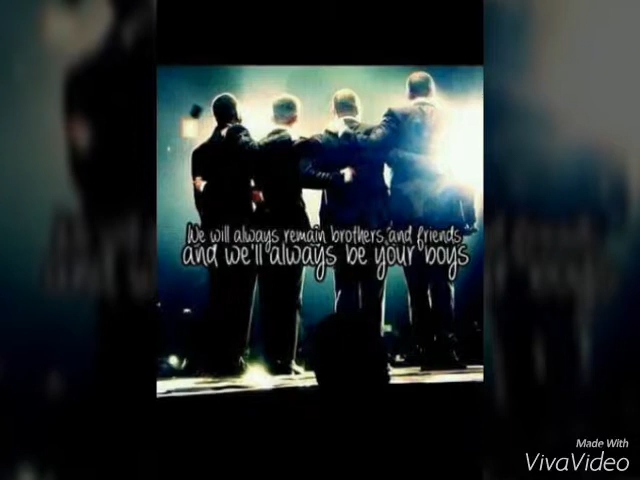 We will always remain brothers and friends,
and we'll always be your boys
Made With
VivaVideo